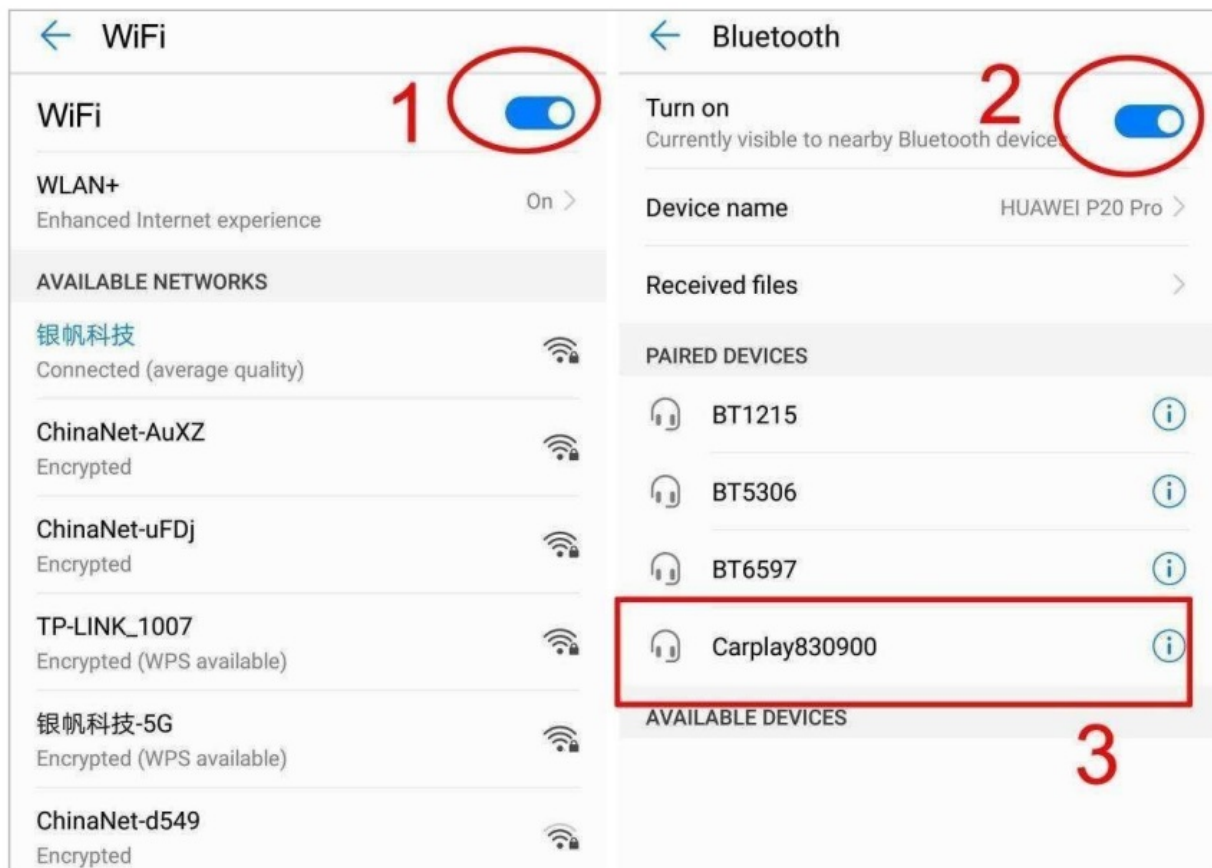 WiFi
1
WiFi
WLAN+
Enhanced Internet experience
On
AVAILABLE NETWORKS
银帆科技
Connected (average quality)
ChinaNet-AuXZ
Encrypted
ChinaNet-uFDj
Encrypted
TP-LINK_1007
Encrypted (WPS available)
银帆科技-5G
Encrypted (WPS available)
ChinaNet-d549
Encrypted
Bluetooth
2
Turn on
Currently visible to nearby Bluetooth devices
Device name
HUAWEI P20 Pro
Received files
PAIRED DEVICES
BT1215
BT5306
BT6597
Carplay830900
AVAILABLE DEVICES
3